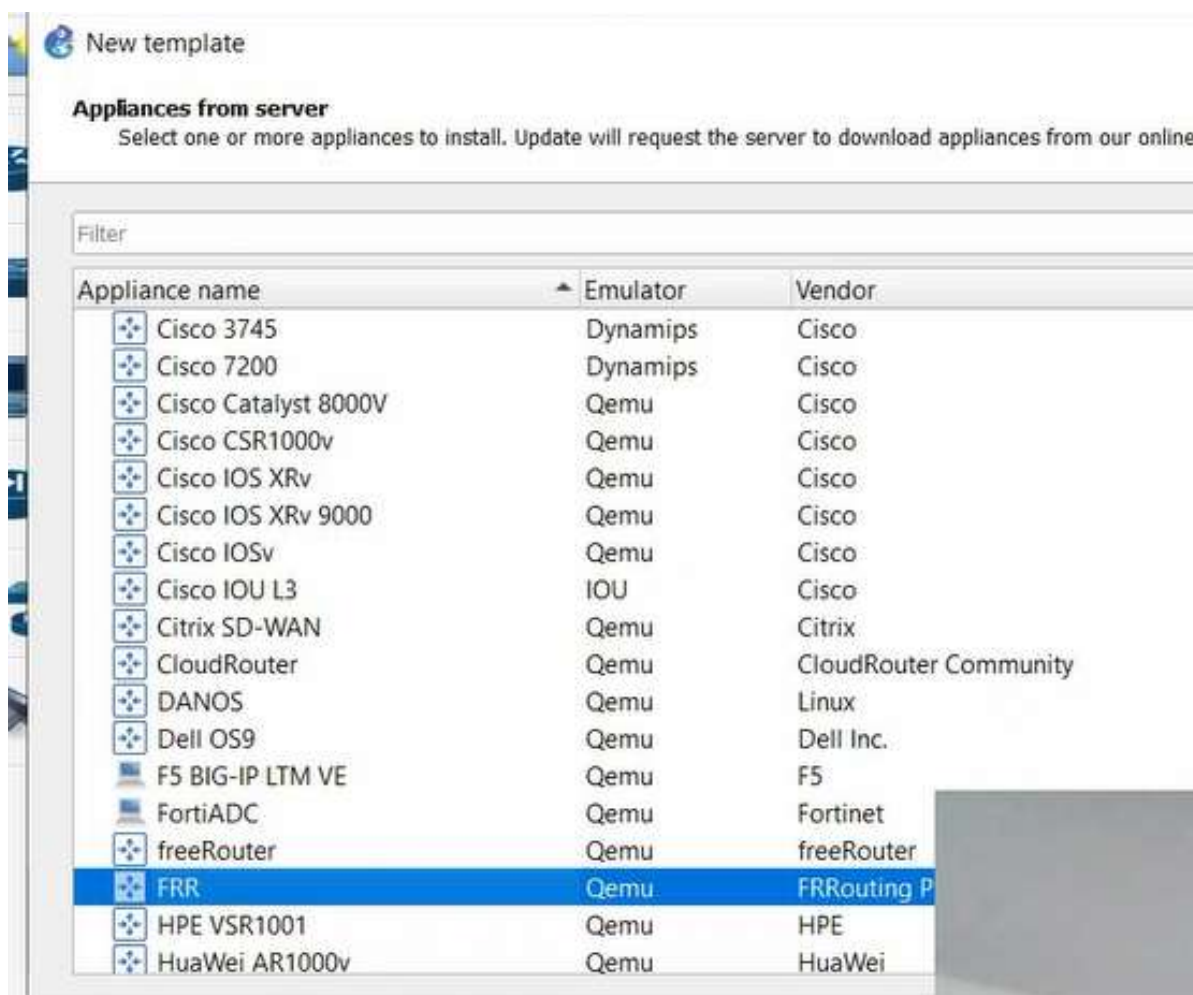 New template
Appliances from server
Select one or more appliances to install. Update will request the server to download appliances from our online
Filter
Appliance name Emulator Vendor
Cisco 3745 Dynamips Cisco
Cisco 7200 Dynamips Cisco
Cisco Catalyst 8000V Qemu Cisco
Cisco CSR1000v Qemu Cisco
Cisco IOS XRv Qemu Cisco
Cisco IOS XRv 9000 Qemu Cisco
Cisco IOSv Qemu Cisco
Cisco IOU L3 IOU Cisco
Citrix SD-WAN Qemu Citrix
CloudRouter Qemu CloudRouter Community
DANOS Qemu Linux
Dell OS9 Qemu Dell Inc.
F5 BIG-IP LTM VE Qemu F5
FortiADC Qemu Fortinet
freeRouter Qemu freeRouter
FRR Qemu FRRouting P
HPE VSR1001 Qemu HPE
HuaWei AR1000v Qemu HuaWei